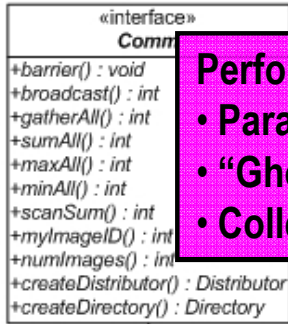 «interface»
Comm
+barrier() : void
+broadcast() : int
+gatherAll() : int
+sumAll() : int
+maxAll() : int
+minAll() : int
+scanSum() : int
+myImageID() : int
+numImages() : int
+createDistributor() : Distributor
+createDirectory() : Directory
Perfo
• Para
• “Gho
• Colle